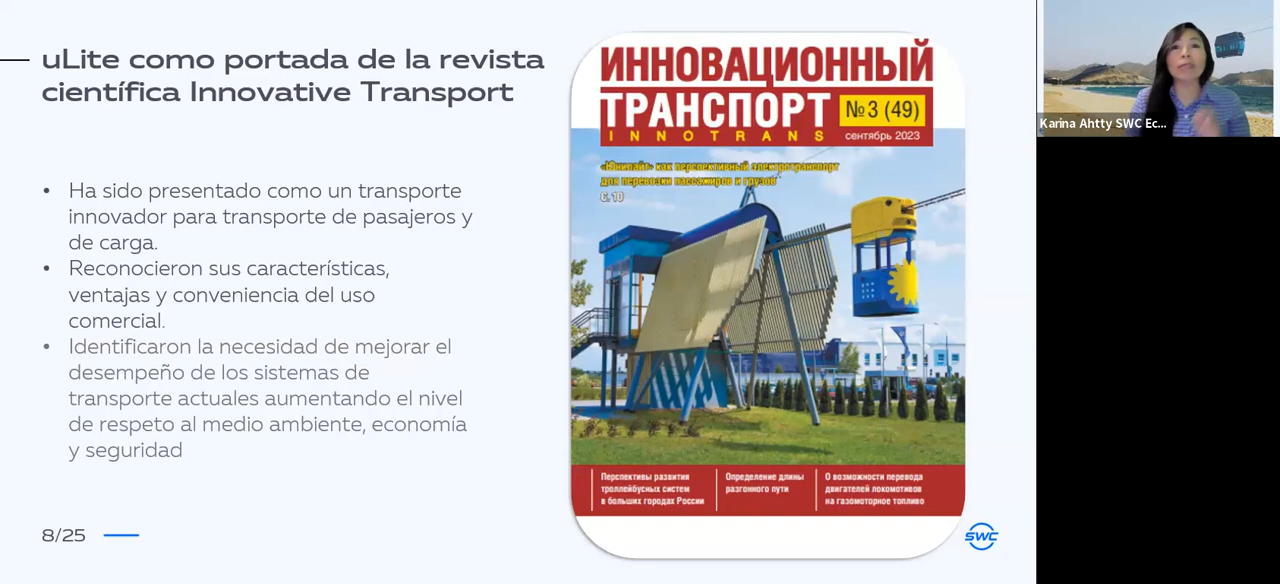 uLite como portada de la revista
científica Innovative Transport
• Ha sido presentado como un transporte
innovador para transporte de pasajeros y
de carga.
• Reconocieron sus características,
ventajas y conveniencia del uso
comercial.
• Identificaron la necesidad de mejorar el
desempeño de los sistemas de
transporte actuales aumentando el nivel
de respeto al medio ambiente, economía
y seguridad
8/25
ИННОВАЦИОННЫЙ
ТРАНСПОРТ
№3 (49)
INNOTRANS
сентябрь 2023
«Юнилайт» как перспективный электротранспорт
для перевозки пассажиров и грузов
С. 10
Перспективы развития
троллейбусных систем
в больших городах России
Определение длины
разгонного пути
О возможности перевода
двигателей локомотивов
на газомоторное топливо
SWC
Karina Ahtty SWC Ec...